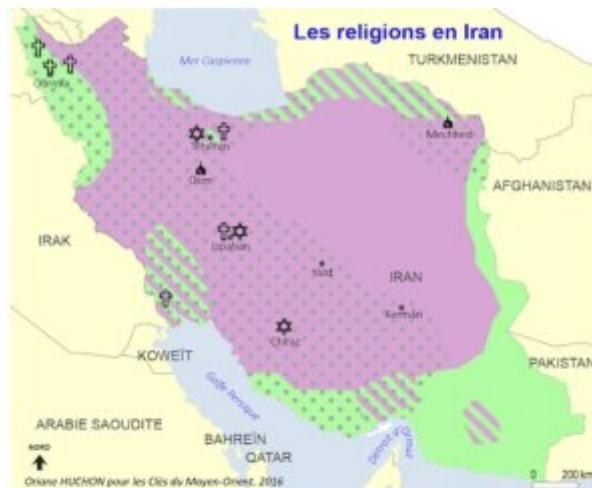 Les religions en Iran
Mer Caspienne
TURKMENISTAN
Téhéran
Mechhed
Qom
AFGHANISTAN
IRAK
Ispahan
Yazd
IRAN
Kerman
Chiraz
KOWEÏT
PAKISTAN
Golfe Persique
ARABIE SAOUDITE
BAHREÏN
QATAR
Détroit d'Ormuz
NORD
0 200 km
Oriane HUCHON pour les Clés du Moyen-Orient, 2016